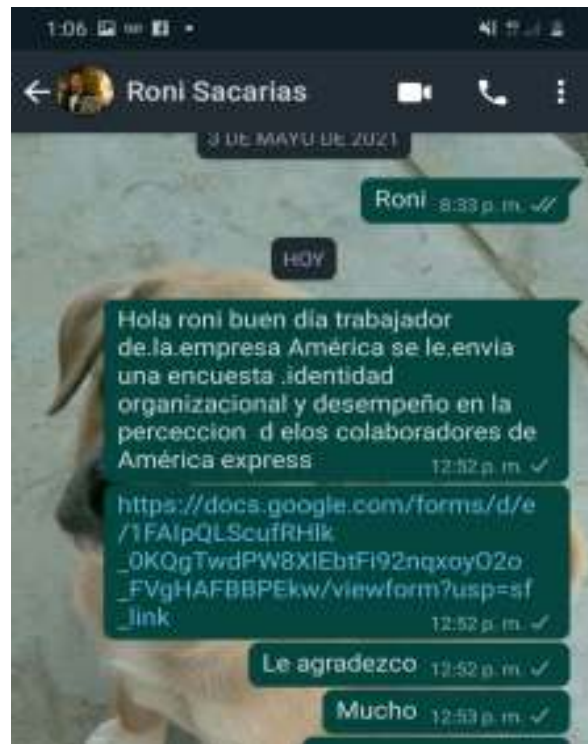 1:06
Roni Sacarias
3 DE MAYO DE 2021
Roni 8:33 p. m.
HOY
Hola roni buen día trabajador
de.la.empresa América se le.envia
una encuesta .identidad
organizacional y desempeño en la
perceccion d elos colaboradores de
América express 12:52 p. m.
https://docs.google.com/forms/d/e
/1FAIpQLScufRHlk
_0KQgTwdPW8XlEbtFi92nqxoyO2o
_FVgHAFBBPEkw/viewform?usp=sf
_link 12:52 p. m.
Le agradezco 12:52 p. m.
Mucho 12:53 p. m.